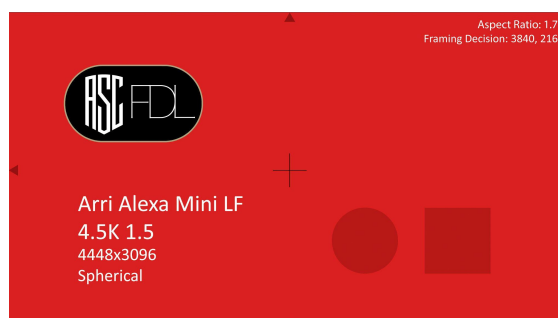 Aspect Ratio: 1.7
Framing Decision: 3840, 216
ASC FDL
Arri Alexa Mini LF
4.5K 1.5
4448x3096
Spherical